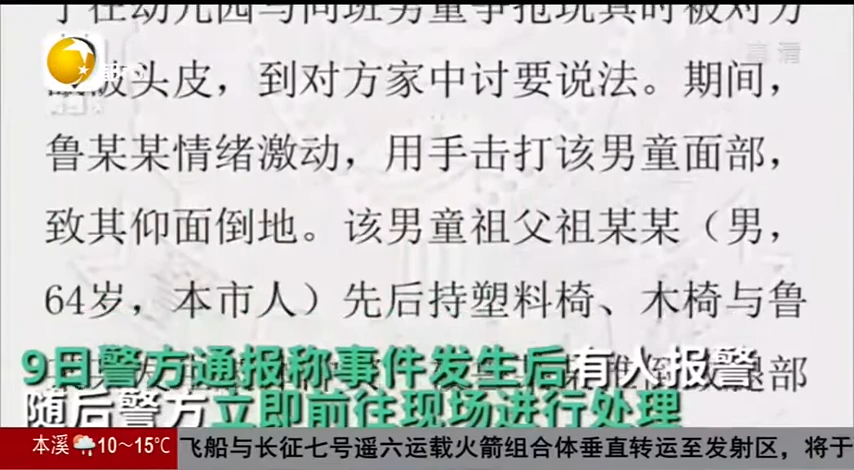 子在幼儿园与同班男童争抢玩具时被对方
破头皮，到对方家中讨要说法。期间，
鲁某某情绪激动，用手击打该男童面部，
致其仰面倒地。该男童祖父祖某某（男，
64岁，本市人）先后持塑料椅、木椅与鲁
9日警方通报称事件发生后有人报警
随后警方立即前往现场进行处理
高清
本溪 10~15℃ 飞船与长征七号遥六运载火箭组合体垂直转运至发射区，将于